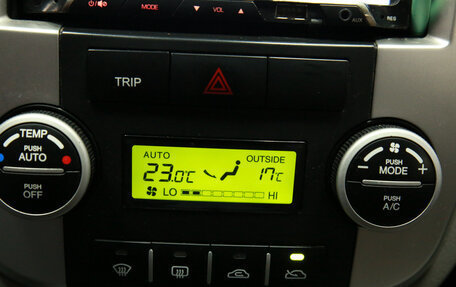 MODE ▼ VOL ▲ AUX RES
TRIP
TEMP
PUSH
AUTO
PUSH
OFF
AUTO OUTSIDE
23.0℃ 17℃
LO HI
− +
PUSH
MODE
PUSH
A/C